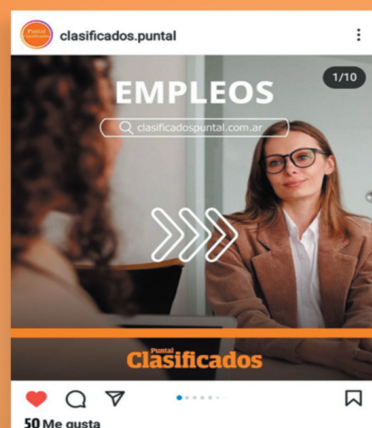 clasificados.puntal
EMPLEOS
1/10
clasificadospuntal.com.ar
Puntal
Clasificados
50 Me gusta